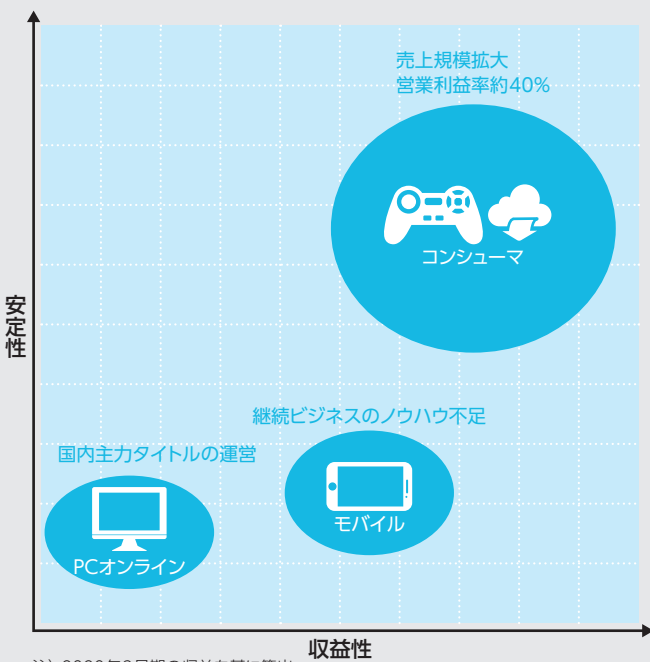 売上規模拡大
営業利益率約40%
コンシューマ
安定性
継続ビジネスのノウハウ不足
国内主力タイトルの運営
モバイル
PCオンライン
収益性